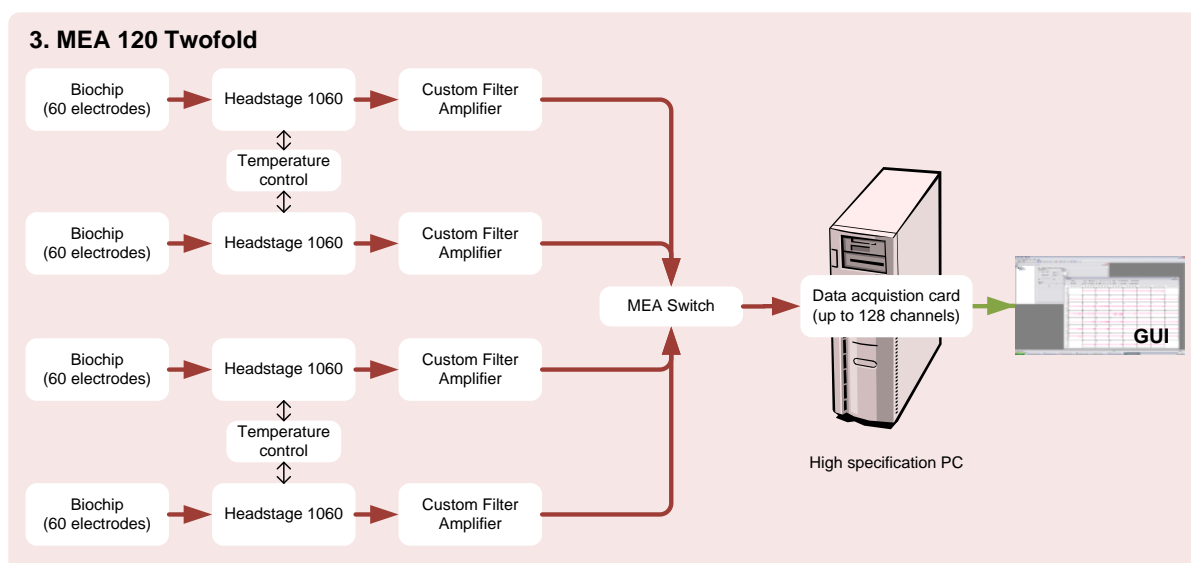 3. MEA 120 Twofold
Biochip
(60 electrodes)
Headstage 1060
Custom Filter
Amplifier
Temperature
control
Biochip
(60 electrodes)
Headstage 1060
Custom Filter
Amplifier
MEA Switch
Data acquistion card
(up to 128 channels)
GUI
Biochip
(60 electrodes)
Headstage 1060
Custom Filter
Amplifier
Temperature
control
High specification PC
Biochip
(60 electrodes)
Headstage 1060
Custom Filter
Amplifier